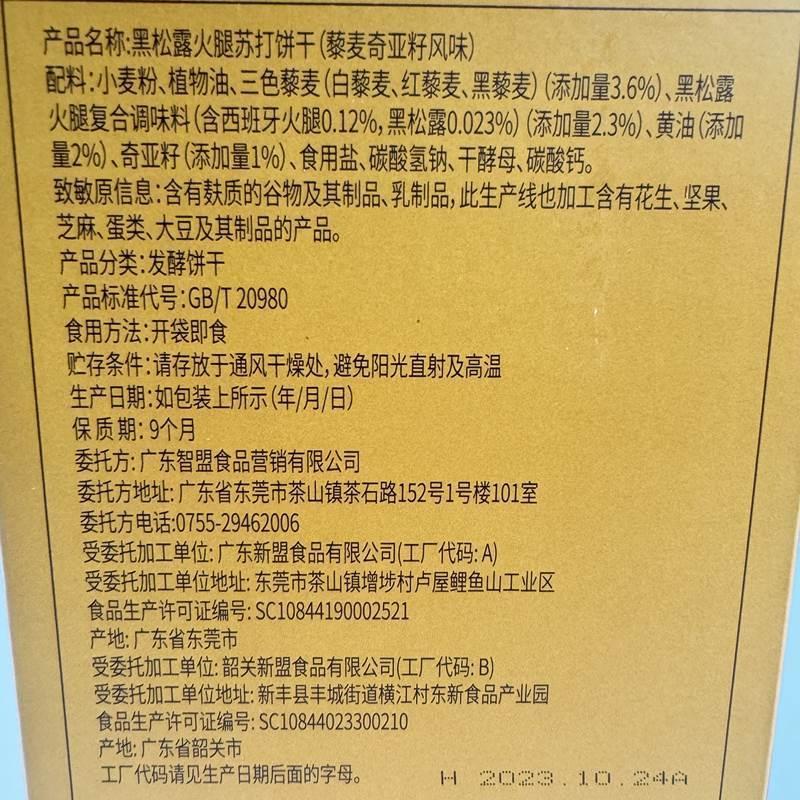 产品名称:黑松露火腿苏打饼干(藜麦奇亚籽风味)
配料:小麦粉、植物油、三色藜麦(白藜麦、红藜麦、黑藜麦)(添加量3.6%)、黑松露
火腿复合调味料(含西班牙火腿0.12%,黑松露0.023%)(添加量2.3%)、黄油(添加
量2%)、奇亚籽(添加量1%)、食用盐、碳酸氢钠、干酵母、碳酸钙。
致敏原信息:含有麸质的谷物及其制品、乳制品,此生产线也加工含有花生、坚果、
芝麻、蛋类、大豆及其制品的产品。
产品分类:发酵饼干
产品标准代号:GB/T 20980
食用方法:开袋即食
贮存条件:请存放于通风干燥处,避免阳光直射及高温
生产日期:如包装上所示(年/月/日)
保质期:9个月
委托方:广东智盟食品营销有限公司
委托方地址:广东省东莞市茶山镇茶石路152号1号楼101室
委托方电话:0755-29462006
受委托加工单位:广东新盟食品有限公司(工厂代码:A)
受委托加工单位地址:东莞市茶山镇增埗村卢屋鲤鱼山工业区
食品生产许可证编号:SC10844190002521
产地:广东省东莞市
受委托加工单位:韶关新盟食品有限公司(工厂代码:B)
受委托加工单位地址:新丰县丰城街道横江村东新食品产业园
食品生产许可证编号:SC10844023300210
产地:广东省韶关市
工厂代码请见生产日期后面的字母。
H 2023.10.24A